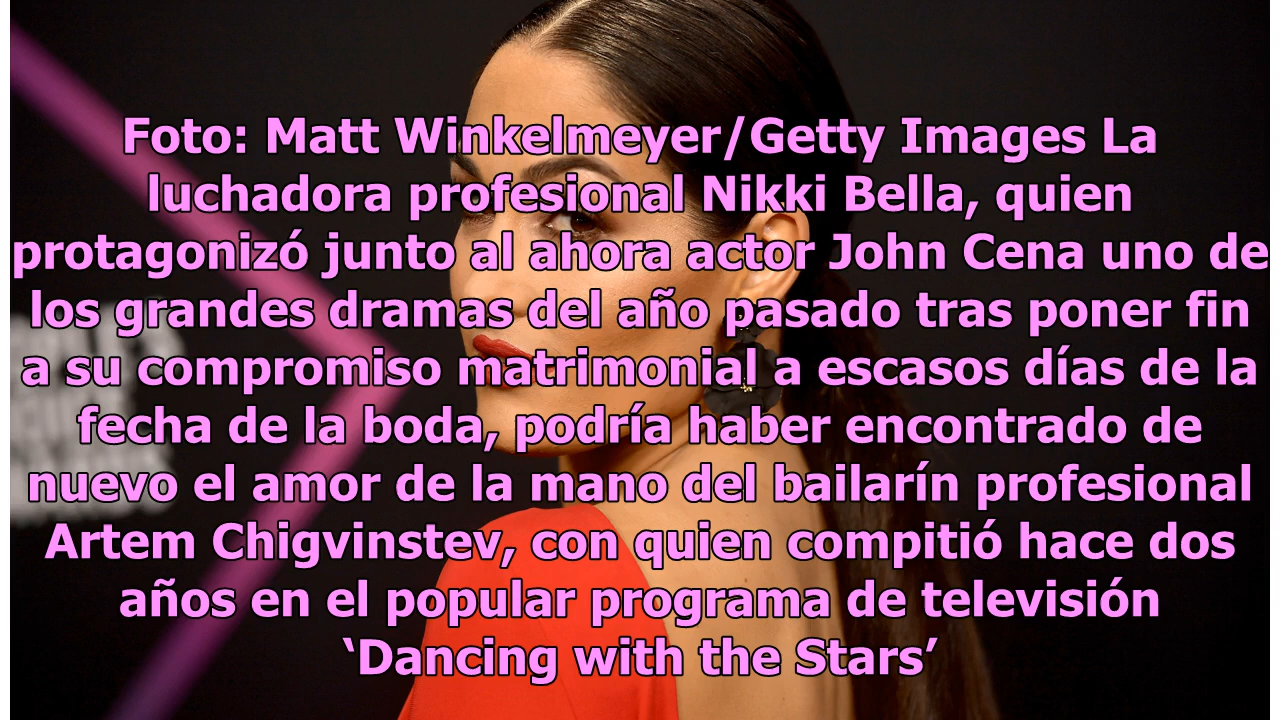 Foto: Matt Winkelmeyer/Getty Images La
luchadora profesional Nikki Bella, quien
protagonizó junto al ahora actor John Cena uno de
los grandes dramas del año pasado tras poner fin
a su compromiso matrimonial a escasos días de la
fecha de la boda, podría haber encontrado de
nuevo el amor de la mano del bailarín profesional
Artem Chigvinstev, con quien compitió hace dos
años en el popular programa de televisión
‘Dancing with the Stars’